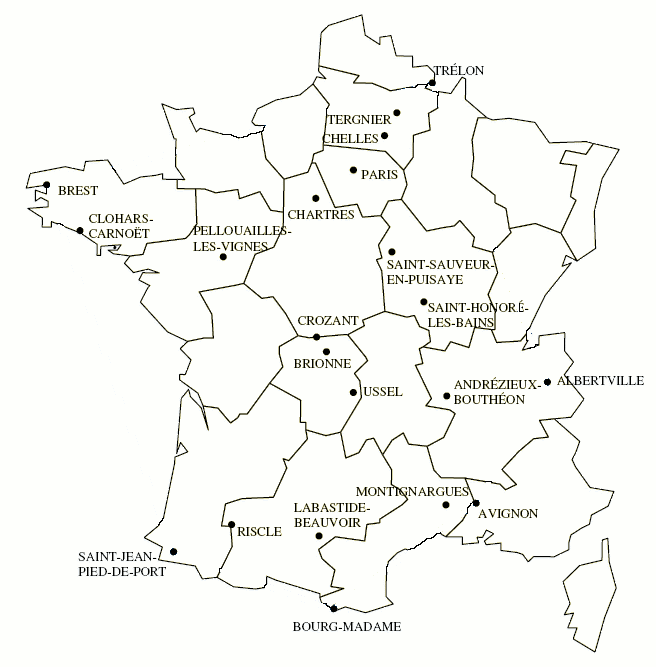 TRÉLON
TERGNIER
CHELLES
PARIS
BREST
CHARTRES
CLOHARS-
CARNOËT
PELLOUAILLES-
LES-VIGNES
SAINT-SAUVEUR-
EN-PUISAYE
SAINT-HONORÉ-
LES-BAINS
CROZANT
BRIONNE
USSEL
ANDRÉZIEUX-
BOUTHÉON
ALBERTVILLE
MONTIGNARGUES
AVIGNON
LABASTIDE-
BEAUVOIR
RISCLE
SAINT-JEAN-
PIED-DE-PORT
BOURG-MADAME